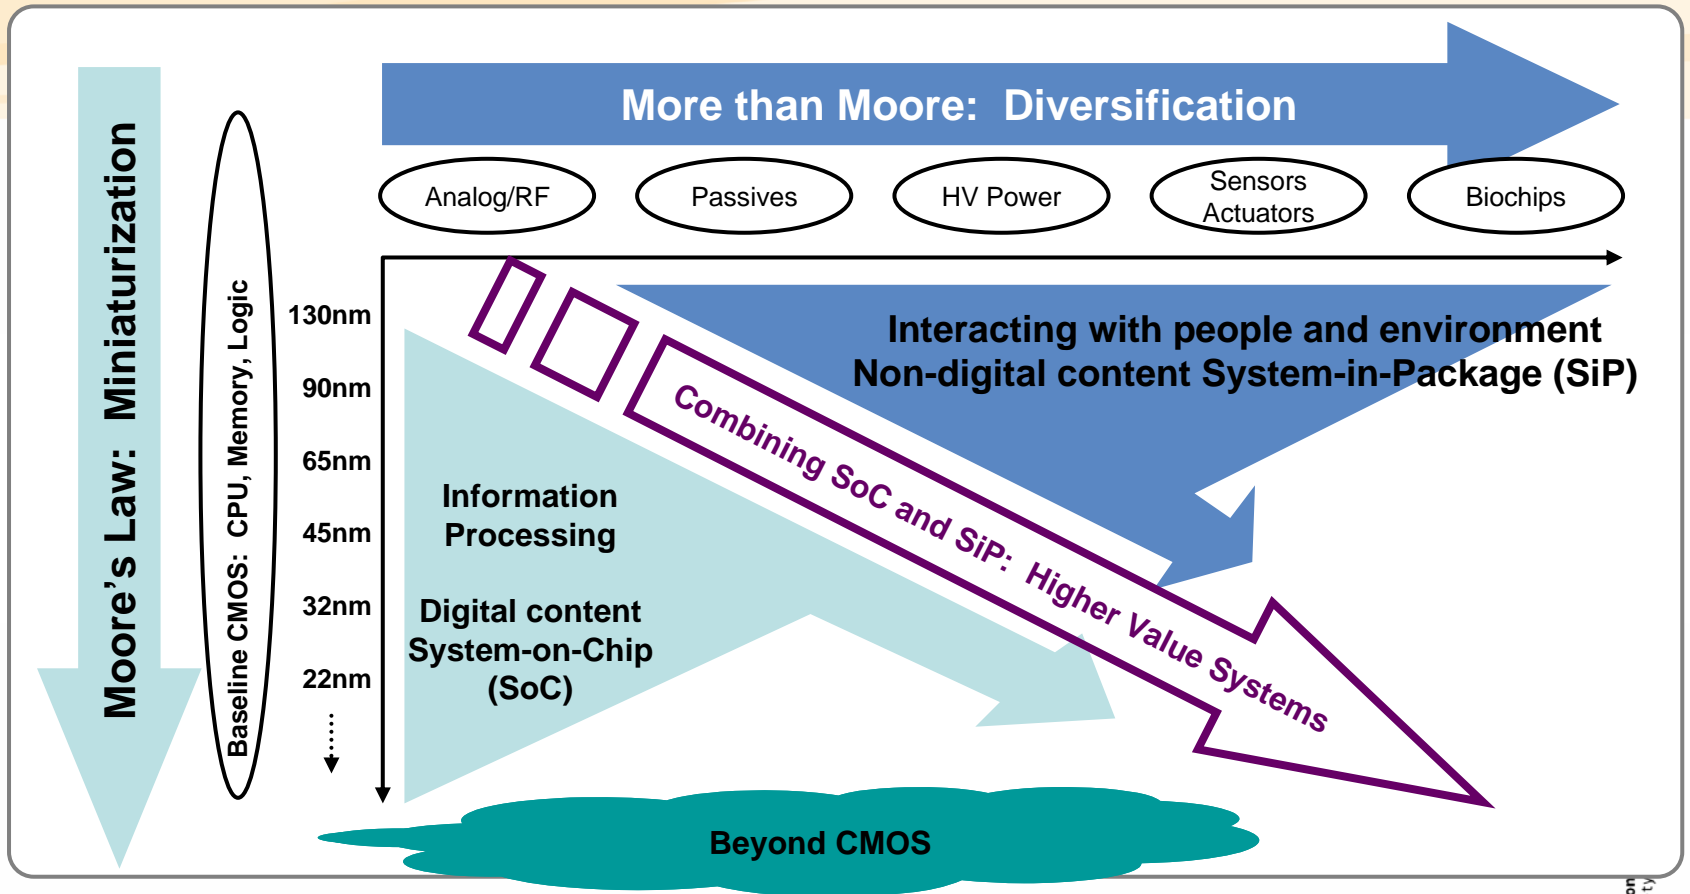 More than Moore:  Diversification
Moore's Law:  Miniaturization
Baseline CMOS:  CPU, Memory, Logic
Analog/RF
Passives
HV Power
Sensors
Actuators
Biochips
130nm
90nm
65nm
45nm
32nm
22nm
Interacting with people and environment
Non-digital content System-in-Package (SiP)
Combining SoC and SiP:  Higher Value Systems
Information
Processing
Digital content
System-on-Chip
(SoC)
Beyond CMOS